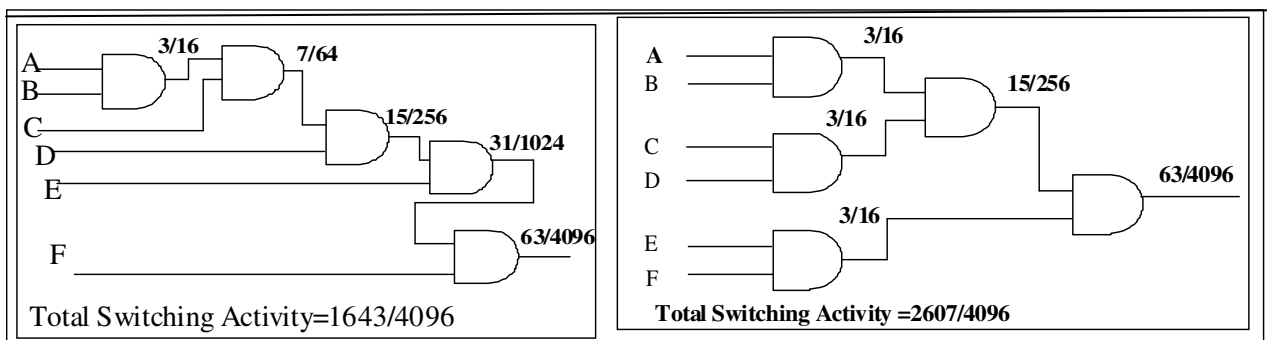 A
B
C
D
E
F
3/16
7/64
15/256
31/1024
63/4096
Total Switching Activity=1643/4096
A
B
C
D
E
F
3/16
3/16
3/16
15/256
63/4096
Total Switching Activity =2607/4096